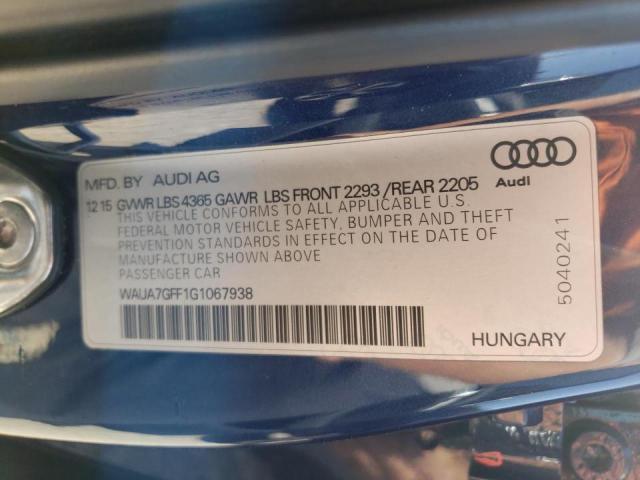 MFD. BY AUDI AG
12 15 GVWR LBS 4365 GAWR LBS FRONT 2293 /REAR 2205
THIS VEHICLE CONFORMS TO ALL APPLICABLE U.S.
FEDERAL MOTOR VEHICLE SAFETY, BUMPER AND THEFT
PREVENTION STANDARDS IN EFFECT ON THE DATE OF
MANUFACTURE SHOWN ABOVE
PASSENGER CAR
WAUA7GFF1G1067938
HUNGARY
Audi
5040241